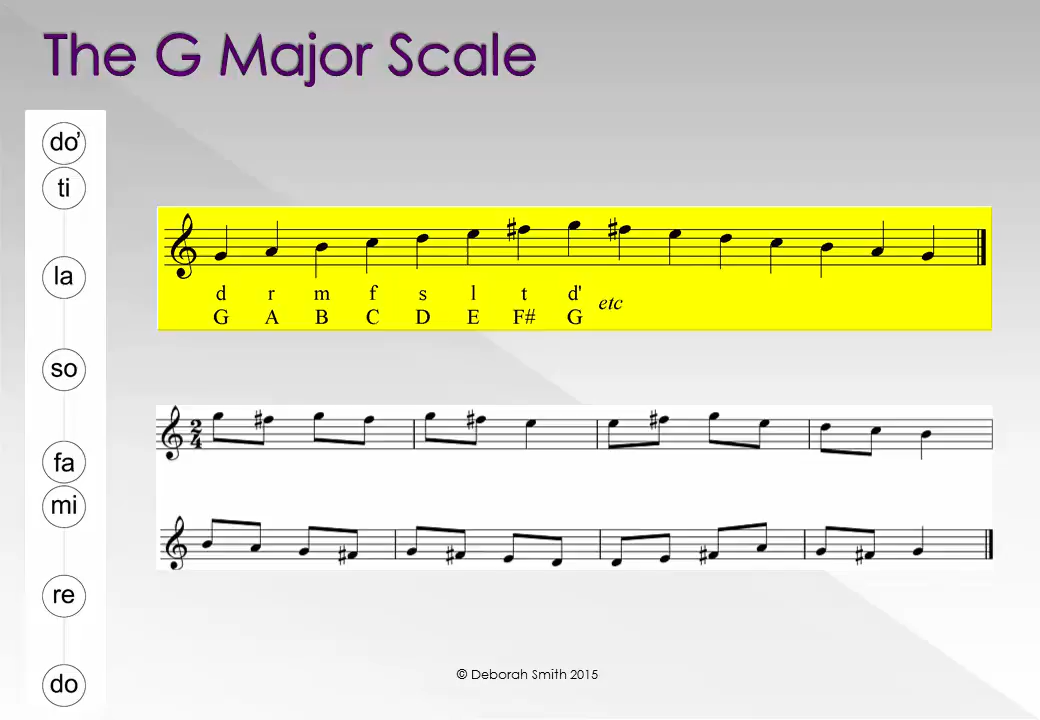 The G Major Scale
do'
ti
la
so
fa
mi
re
do
d r m f s l t d' etc
G A B C D E F# G
2
4
© Deborah Smith 2015